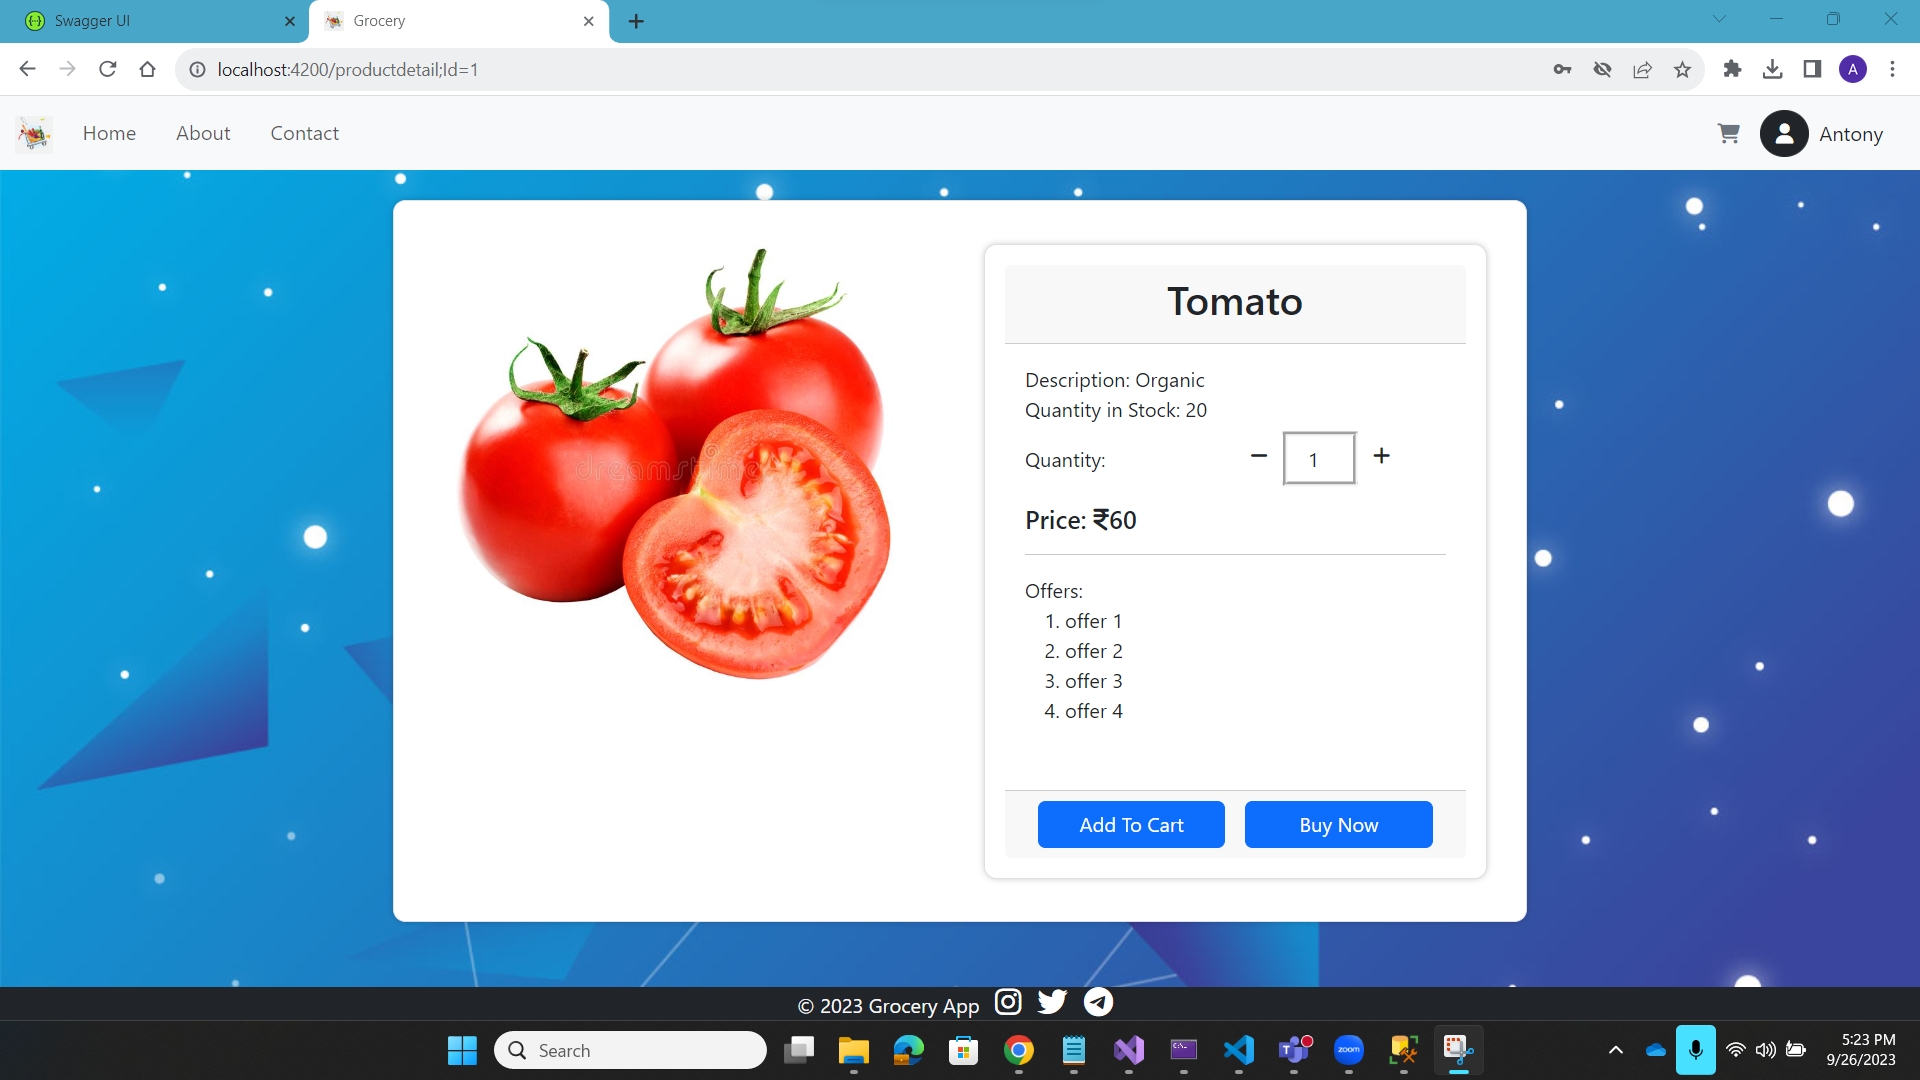 Swagger UI
Grocery
localhost:4200/productdetail;Id=1
A
Home
About
Contact
Antony
dreamstime
Tomato
Description: Organic
Quantity in Stock: 20
Quantity:
− 1 +
Price: ₹60
Offers:
1. offer 1
2. offer 2
3. offer 3
4. offer 4
Add To Cart
Buy Now
© 2023 Grocery App
Search
zoom
5:23 PM
9/26/2023